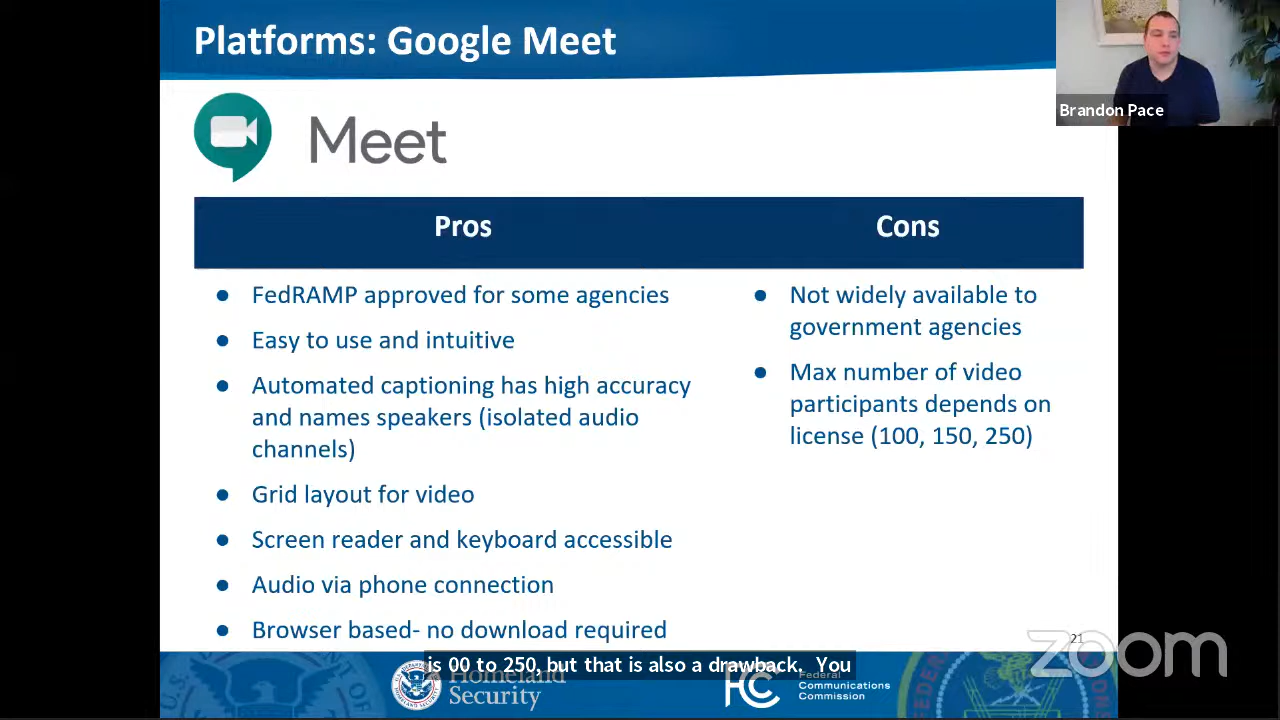 Platforms: Google Meet
Brandon Pace
Meet
Pros
Cons
● FedRAMP approved for some agencies
● Easy to use and intuitive
● Automated captioning has high accuracy
and names speakers (isolated audio
channels)
● Grid layout for video
● Screen reader and keyboard accessible
● Audio via phone connection
● Browser based- no download required
● Not widely available to
government agencies
● Max number of video
participants depends on
license (100, 150, 250)
21
zoom
is 00 to 250, but that is also a drawback. You
Homeland
Security
FCC
Federal
Communications
Commission